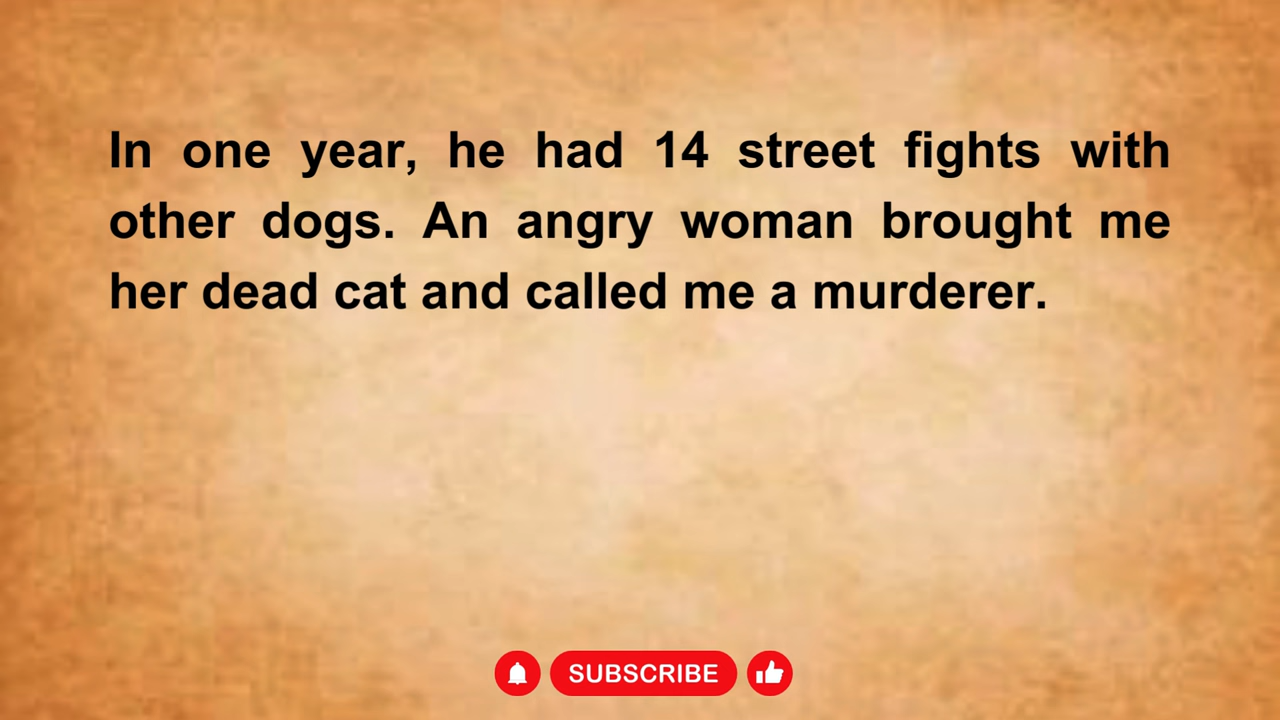 In one year, he had 14 street fights with
other dogs. An angry woman brought me
her dead cat and called me a murderer.
SUBSCRIBE